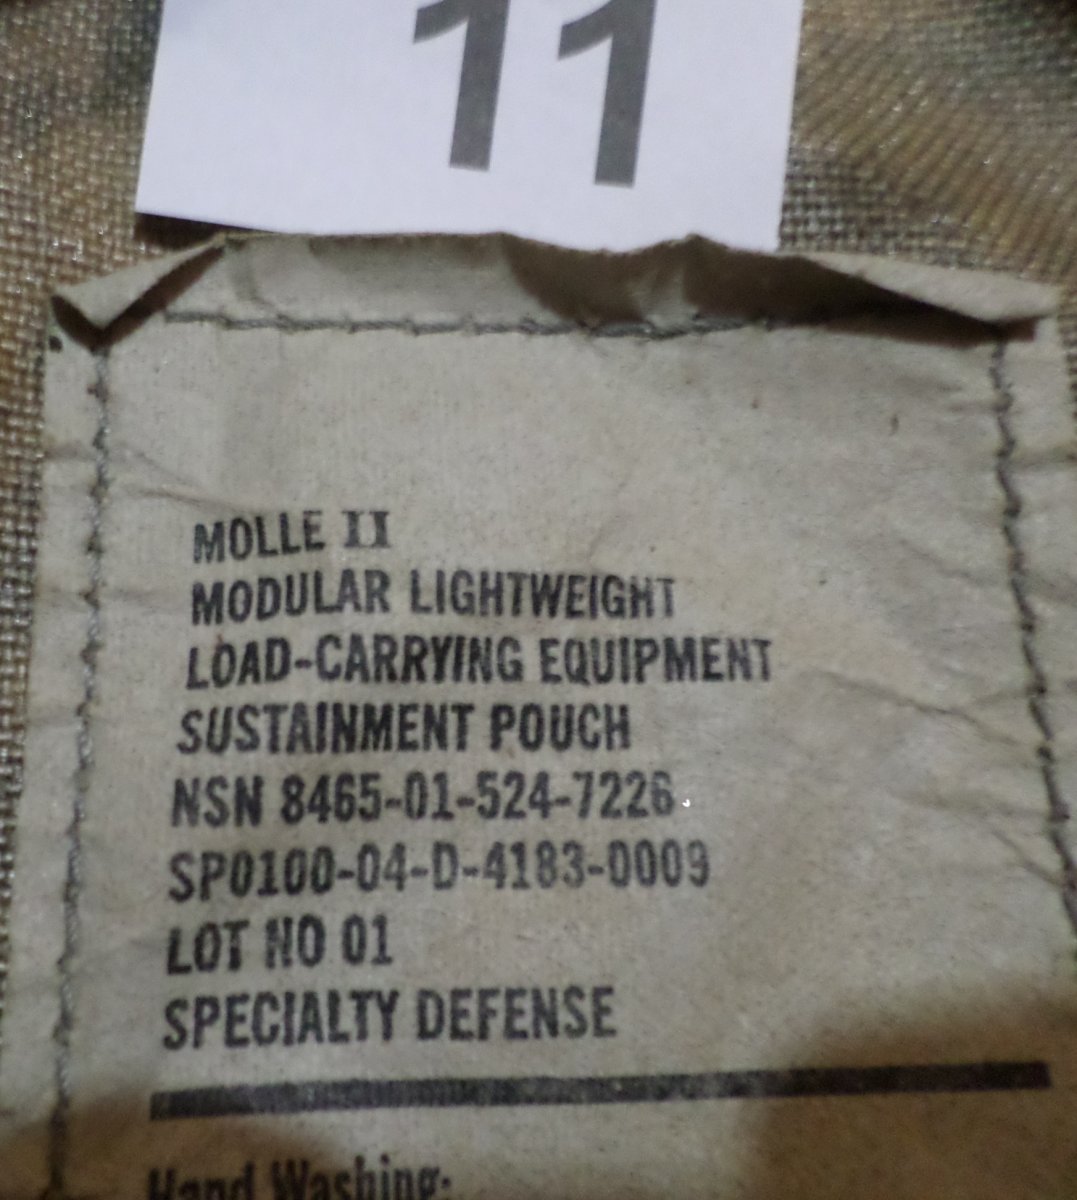 11
MOLLE II
MODULAR LIGHTWEIGHT
LOAD-CARRYING EQUIPMENT
SUSTAINMENT POUCH
NSN 8465-01-524-7226
SP0100-04-D-4183-0009
LOT NO 01
SPECIALTY DEFENSE
Hand Washing: